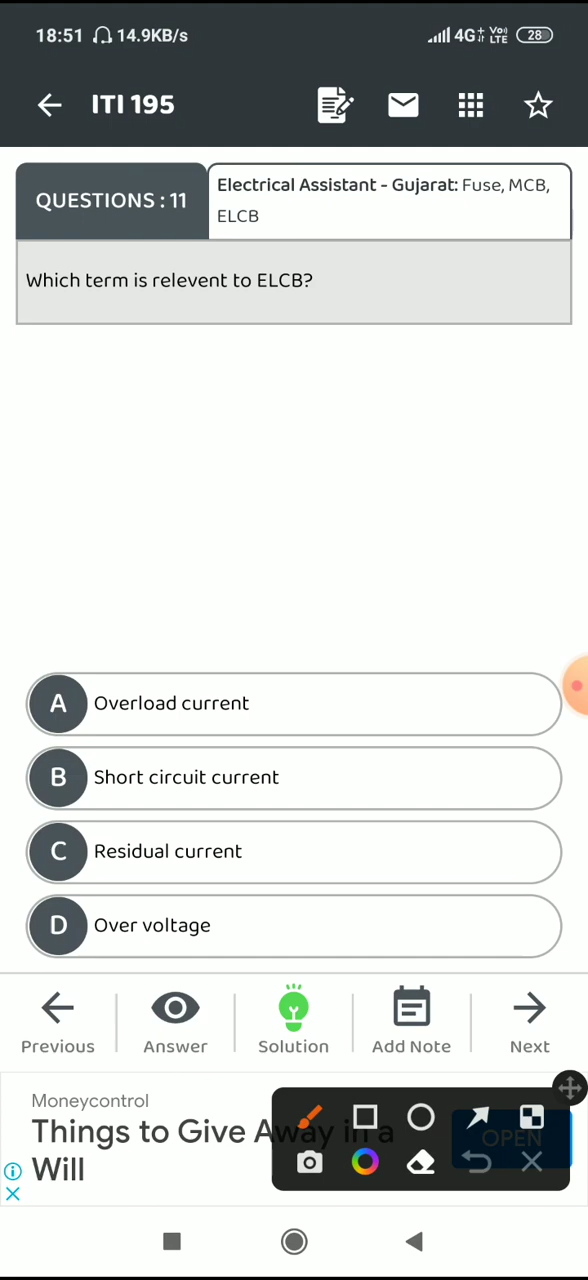 18:51 14.9KB/s 4G+ Vo)) LTE 28
ITI 195
QUESTIONS : 11
Electrical Assistant - Gujarat: Fuse, MCB,
ELCB
Which term is relevent to ELCB?
A Overload current
B Short circuit current
C Residual current
D Over voltage
Previous Answer Solution Add Note Next
Moneycontrol
Things to Give Away in a
Will
OPEN